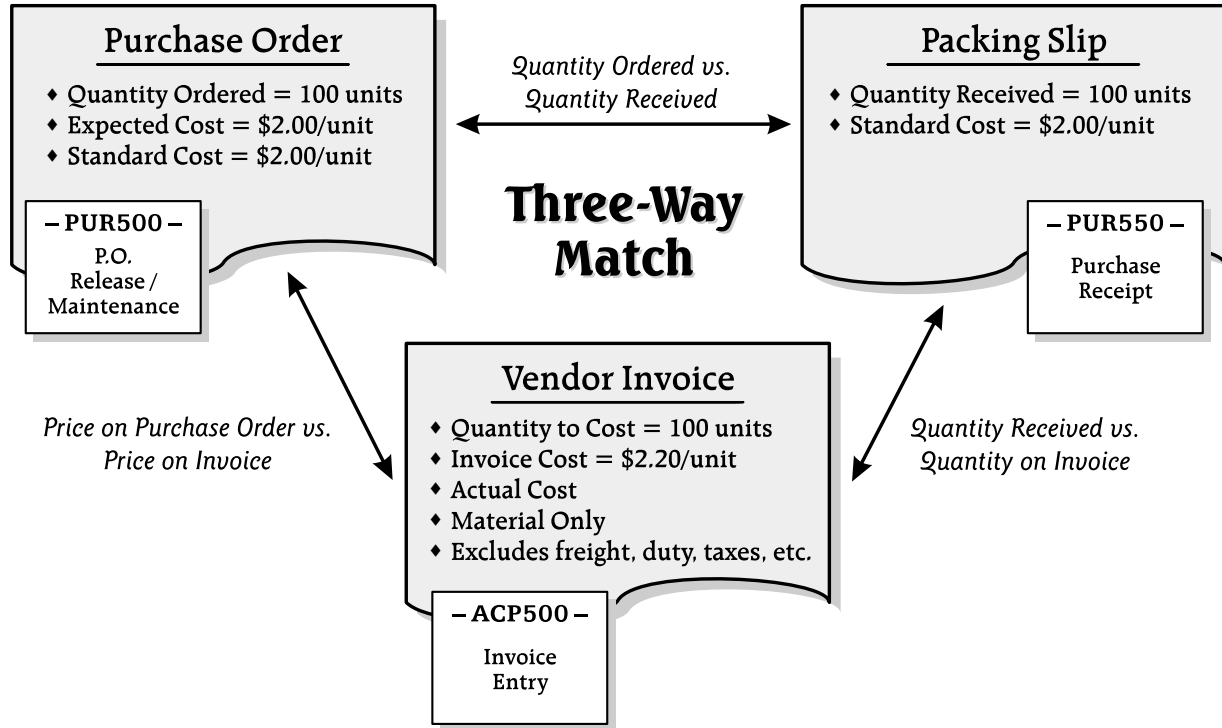 Purchase Order
♦ Quantity Ordered = 100 units
♦ Expected Cost = $2.00/unit
♦ Standard Cost = $2.00/unit
– PUR500 –
P.O.
Release /
Maintenance
Quantity Ordered vs.
Quantity Received
Three-Way
Match
Packing Slip
♦ Quantity Received = 100 units
♦ Standard Cost = $2.00/unit
– PUR550 –
Purchase
Receipt
Price on Purchase Order vs.
Price on Invoice
Vendor Invoice
♦ Quantity to Cost = 100 units
♦ Invoice Cost = $2.20/unit
♦ Actual Cost
♦ Material Only
♦ Excludes freight, duty, taxes, etc.
– ACP500 –
Invoice
Entry
Quantity Received vs.
Quantity on Invoice